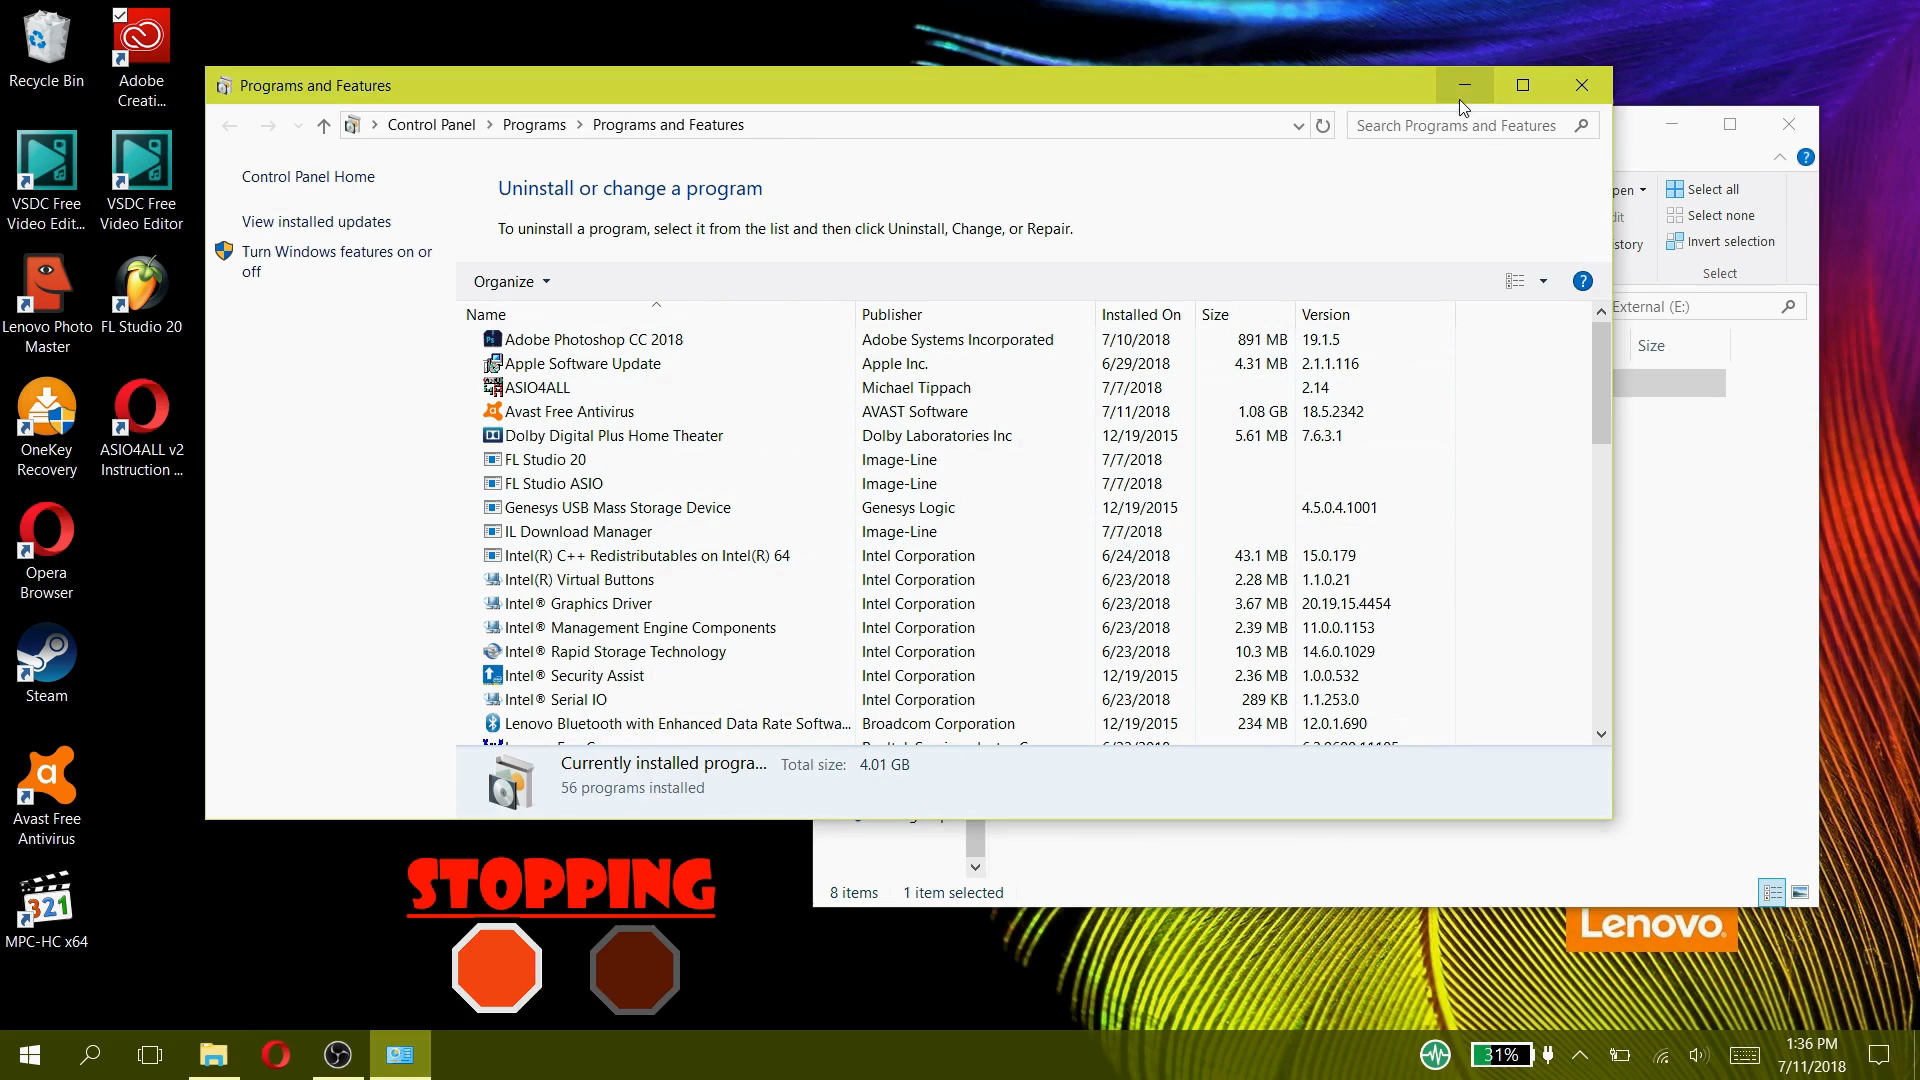 Recycle Bin
Adobe
Creati...
VSDC Free
Video Edit...
VSDC Free
Video Editor
Lenovo Photo
Master
FL Studio 20
OneKey
Recovery
ASIO4ALL v2
Instruction ...
Opera
Browser
Steam
Avast Free
Antivirus
MPC-HC x64
Programs and Features
Control Panel > Programs > Programs and Features
Search Programs and Features
Control Panel Home
View installed updates
Turn Windows features on or
off
Uninstall or change a program
To uninstall a program, select it from the list and then click Uninstall, Change, or Repair.
Organize
Name Publisher Installed On Size Version
Adobe Photoshop CC 2018 Adobe Systems Incorporated 7/10/2018 891 MB 19.1.5
Apple Software Update Apple Inc. 6/29/2018 4.31 MB 2.1.1.116
ASIO4ALL Michael Tippach 7/7/2018 2.14
Avast Free Antivirus AVAST Software 7/11/2018 1.08 GB 18.5.2342
Dolby Digital Plus Home Theater Dolby Laboratories Inc 12/19/2015 5.61 MB 7.6.3.1
FL Studio 20 Image-Line 7/7/2018
FL Studio ASIO Image-Line 7/7/2018
Genesys USB Mass Storage Device Genesys Logic 12/19/2015 4.5.0.4.1001
IL Download Manager Image-Line 7/7/2018
Intel(R) C++ Redistributables on Intel(R) 64 Intel Corporation 6/24/2018 43.1 MB 15.0.179
Intel(R) Virtual Buttons Intel Corporation 6/23/2018 2.28 MB 1.1.0.21
Intel® Graphics Driver Intel Corporation 6/23/2018 3.67 MB 20.19.15.4454
Intel® Management Engine Components Intel Corporation 6/23/2018 2.39 MB 11.0.0.1153
Intel® Rapid Storage Technology Intel Corporation 6/23/2018 10.3 MB 14.6.0.1029
Intel® Security Assist Intel Corporation 12/19/2015 2.36 MB 1.0.0.532
Intel® Serial IO Intel Corporation 6/23/2018 289 KB 1.1.253.0
Lenovo Bluetooth with Enhanced Data Rate Softwa... Broadcom Corporation 12/19/2015 234 MB 12.0.1.690
Currently installed progra... Total size: 4.01 GB
56 programs installed
Select all
Select none
Invert selection
Select
External (E:)
Size
8 items 1 item selected
STOPPING
Lenovo
321
31%
1:36 PM
7/11/2018